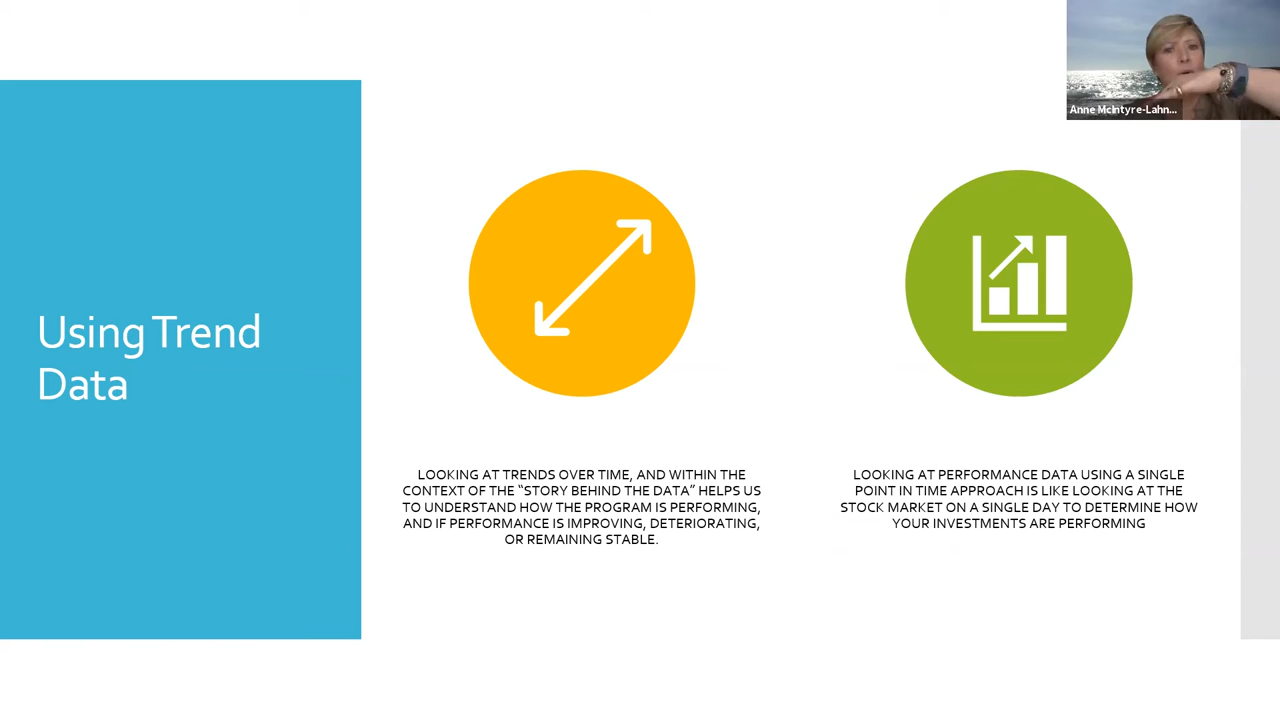 Anne McIntyre-Lahn...
Using Trend
Data
LOOKING AT TRENDS OVER TIME, AND WITHIN THE
CONTEXT OF THE “STORY BEHIND THE DATA” HELPS US
TO UNDERSTAND HOW THE PROGRAM IS PERFORMING,
AND IF PERFORMANCE IS IMPROVING, DETERIORATING,
OR REMAINING STABLE.
LOOKING AT PERFORMANCE DATA USING A SINGLE
POINT IN TIME APPROACH IS LIKE LOOKING AT THE
STOCK MARKET ON A SINGLE DAY TO DETERMINE HOW
YOUR INVESTMENTS ARE PERFORMING